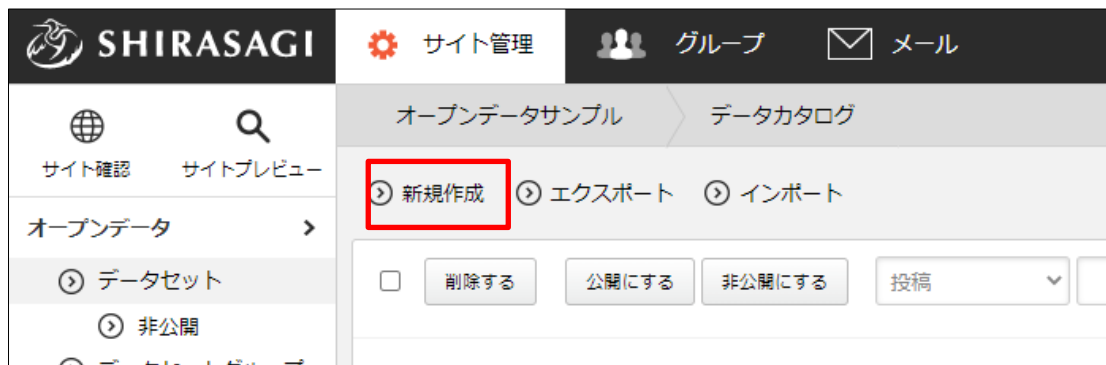 SHIRASAGI サイト管理 グループ メール
サイト確認 サイトプレビュー
オープンデータサンプル データカタログ
新規作成 エクスポート インポート
オープンデータ
データセット
非公開
削除する 公開にする 非公開にする 投稿